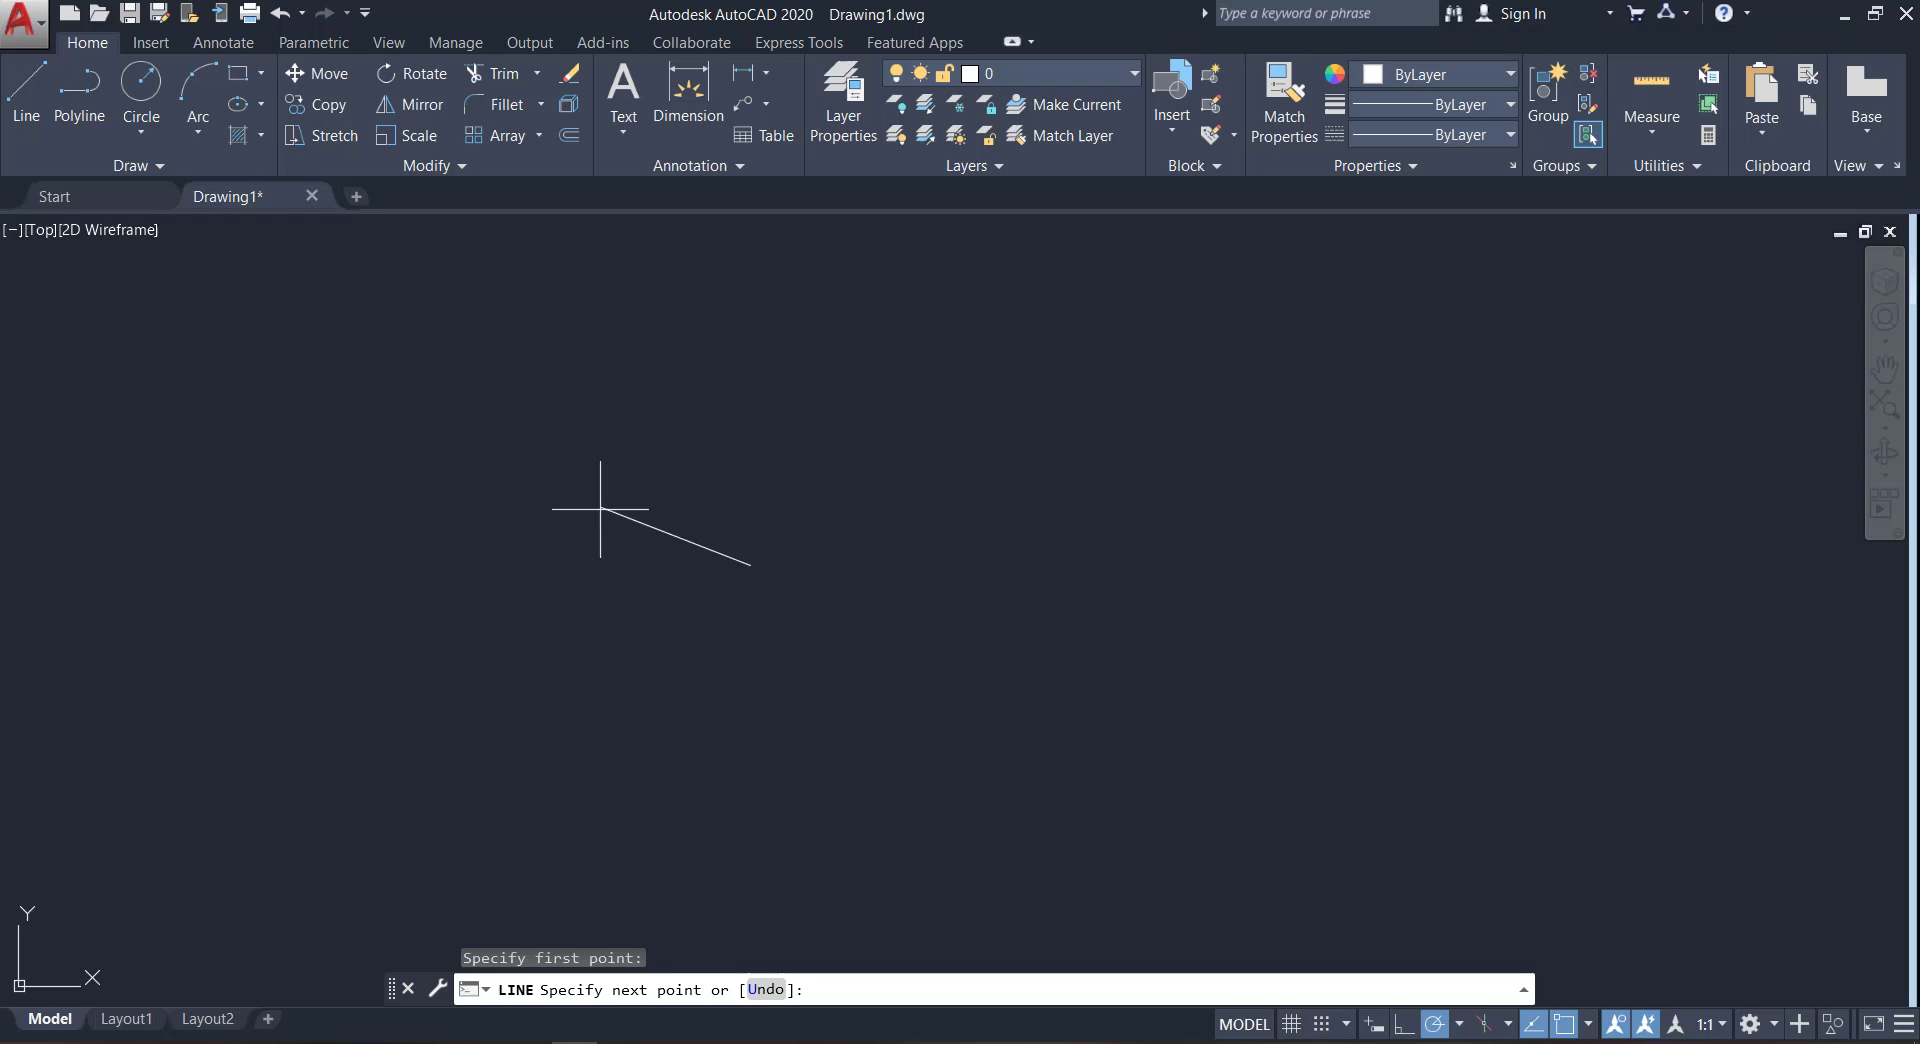 Autodesk AutoCAD 2020 Drawing1.dwg Type a keyword or phrase Sign In
Home Insert Annotate Parametric View Manage Output Add-ins Collaborate Express Tools Featured Apps
Line Polyline Circle Arc
Draw
Move Rotate Trim
Copy Mirror Fillet
Stretch Scale Array
Modify
Text Dimension Table
Annotation
Layer Properties
0
Make Current
Match Layer
Layers
Insert
Block
Match Properties
ByLayer
ByLayer
ByLayer
Properties
Group
Groups
Measure
Utilities
Paste
Clipboard
Base
View
Start Drawing1*
[−][Top][2D Wireframe]
Y
X
Specify first point:
LINE Specify next point or [Undo]:
Model Layout1 Layout2
MODEL 1:1